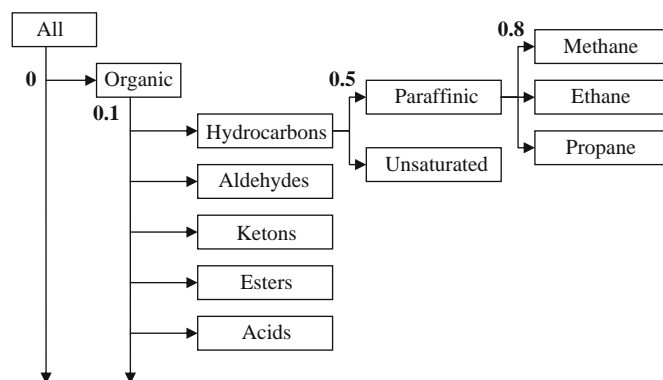 All
0
Organic
0.1
Hydrocarbons
0.5
Paraffinic
0.8
Methane
Ethane
Propane
Unsaturated
Aldehydes
Ketons
Esters
Acids